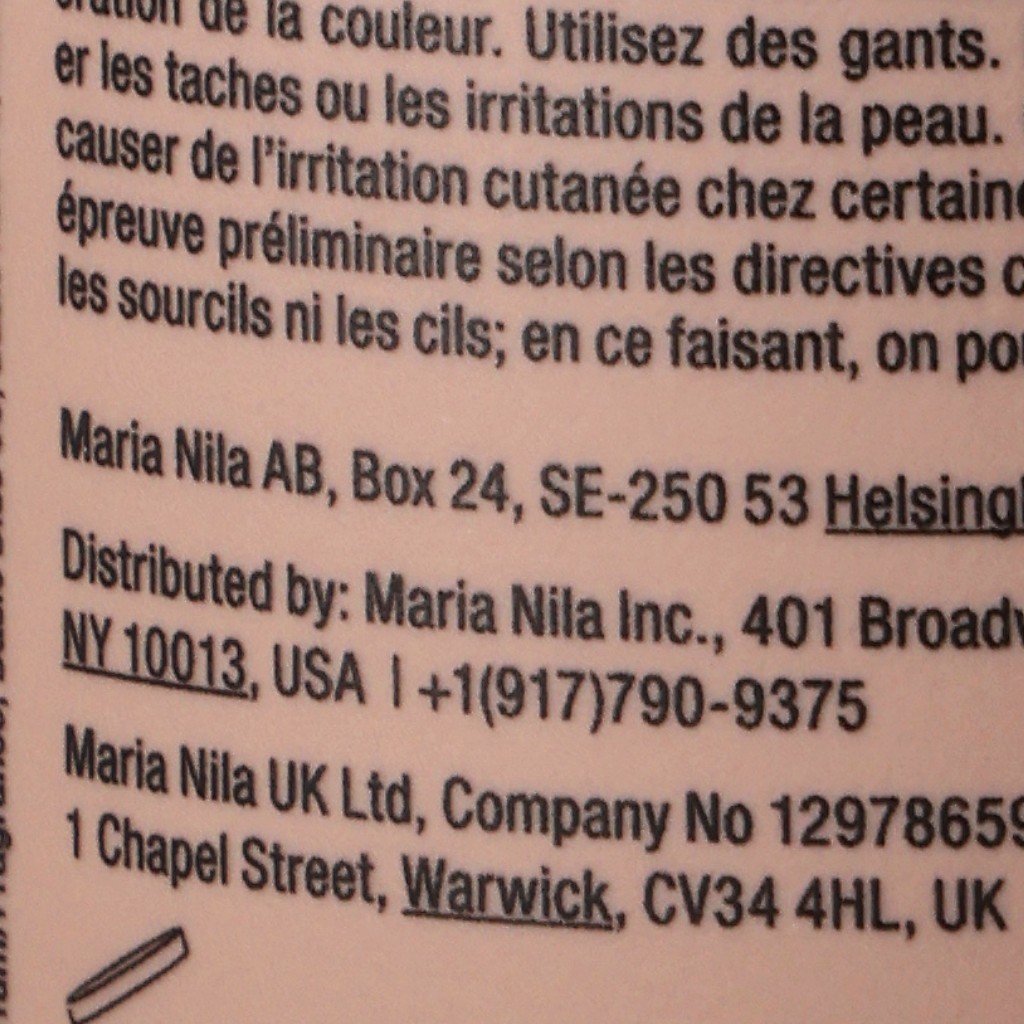 de la couleur. Utilisez des gants.
er les taches ou les irritations de la peau.
causer de l'irritation cutanée chez
épreuve préliminaire selon les directives
les sourcils ni les cils; en ce faisant, on
Maria Nila AB, Box 24, SE-250 53
Distributed by: Maria Nila Inc., 401
NY 10013, USA | +1(917)790-9375
Maria Nila UK Ltd, Company No 12978659
1 Chapel Street, Warwick, CV34 4HL, UK